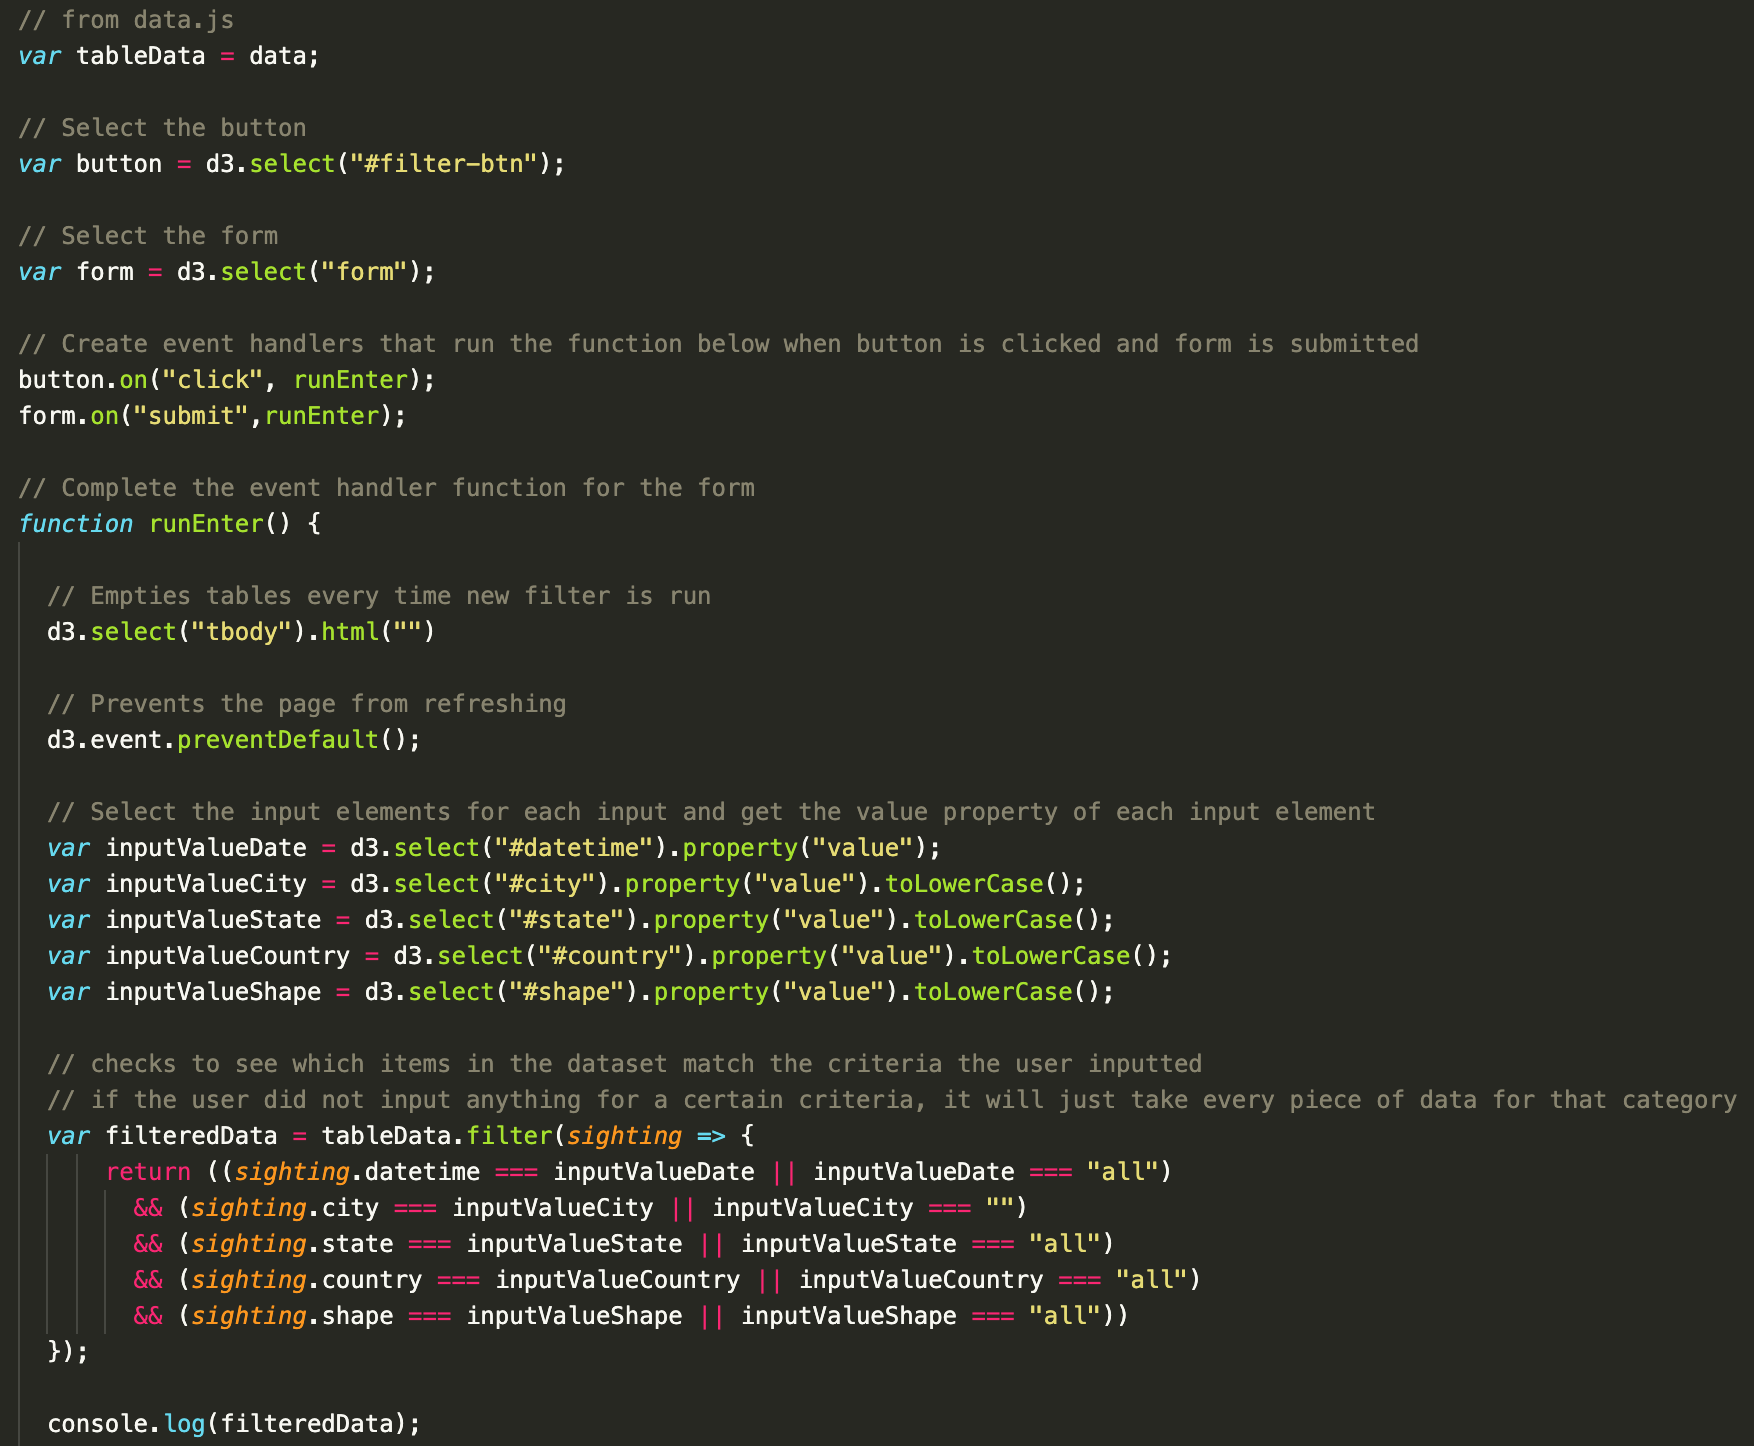 // from data.js
var tableData = data;
// Select the button
var button = d3.select("#filter-btn");
// Select the form
var form = d3.select("form");
// Create event handlers that run the function below when button is clicked and form is submitted
button.on("click", runEnter);
form.on("submit",runEnter);
// Complete the event handler function for the form
function runEnter() {
// Empties tables every time new filter is run
d3.select("tbody").html("")
// Prevents the page from refreshing
d3.event.preventDefault();
// Select the input elements for each input and get the value property of each input element
var inputValueDate = d3.select("#datetime").property("value");
var inputValueCity = d3.select("#city").property("value").toLowerCase();
var inputValueState = d3.select("#state").property("value").toLowerCase();
var inputValueCountry = d3.select("#country").property("value").toLowerCase();
var inputValueShape = d3.select("#shape").property("value").toLowerCase();
// checks to see which items in the dataset match the criteria the user inputted
// if the user did not input anything for a certain criteria, it will just take every piece of data for that category
var filteredData = tableData.filter(sighting => {
return ((sighting.datetime === inputValueDate || inputValueDate === "all")
&& (sighting.city === inputValueCity || inputValueCity === "")
&& (sighting.state === inputValueState || inputValueState === "all")
&& (sighting.country === inputValueCountry || inputValueCountry === "all")
&& (sighting.shape === inputValueShape || inputValueShape === "all"))
});
console.log(filteredData);